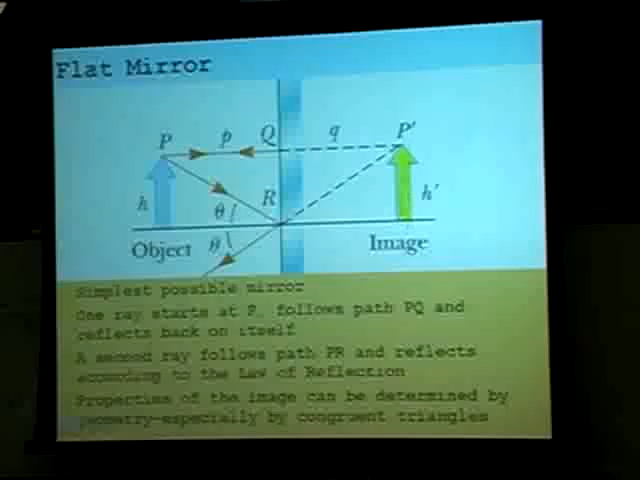 Flat Mirror
P p Q q P'
h R h'
θ
θ
Object Image
Simplest possible mirror
One ray starts at P, follows path PQ and
reflects back on itself
A second ray follows path PR and reflects
according to the Law of Reflection
Properties of the image can be determined by
geometry-especially by congruent triangles